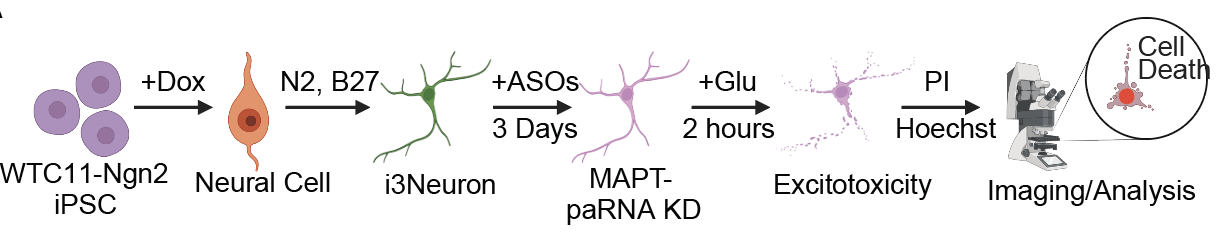 +Dox
N2, B27
+ASOs
3 Days
+Glu
2 hours
PI
Hoechst
Cell
Death
WTC11-Ngn2
iPSC
Neural Cell
i3Neuron
MAPT-
paRNA KD
Excitotoxicity
Imaging/Analysis